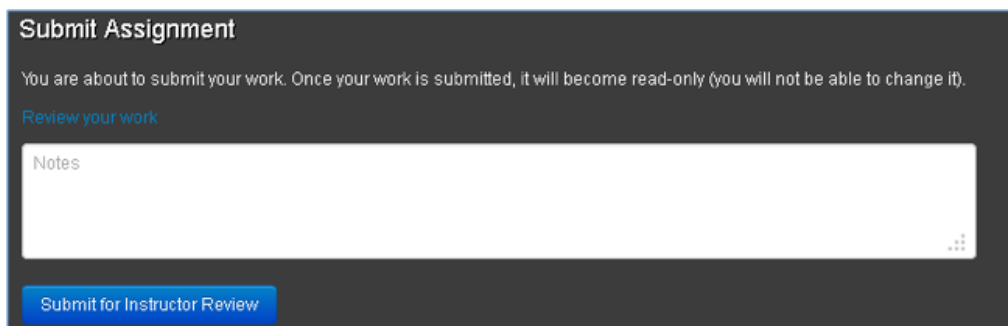 Submit Assignment
You are about to submit your work. Once your work is submitted, it will become read-only (you will not be able to change it).
Review your work
Notes
Submit for Instructor Review